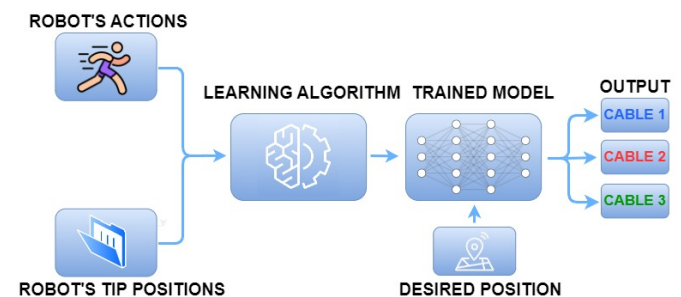 ROBOT'S ACTIONS
LEARNING ALGORITHM
TRAINED MODEL
OUTPUT
CABLE 1
CABLE 2
CABLE 3
ROBOT'S TIP POSITIONS
DESIRED POSITION